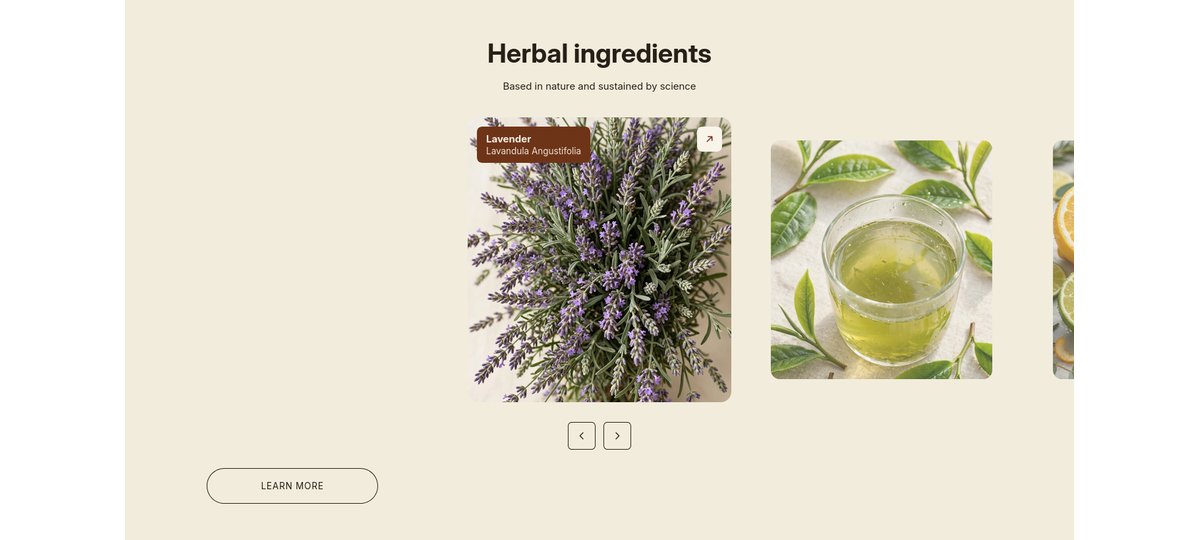 Herbal ingredients
Based in nature and sustained by science
Lavender
Lavandula Angustifolia
LEARN MORE